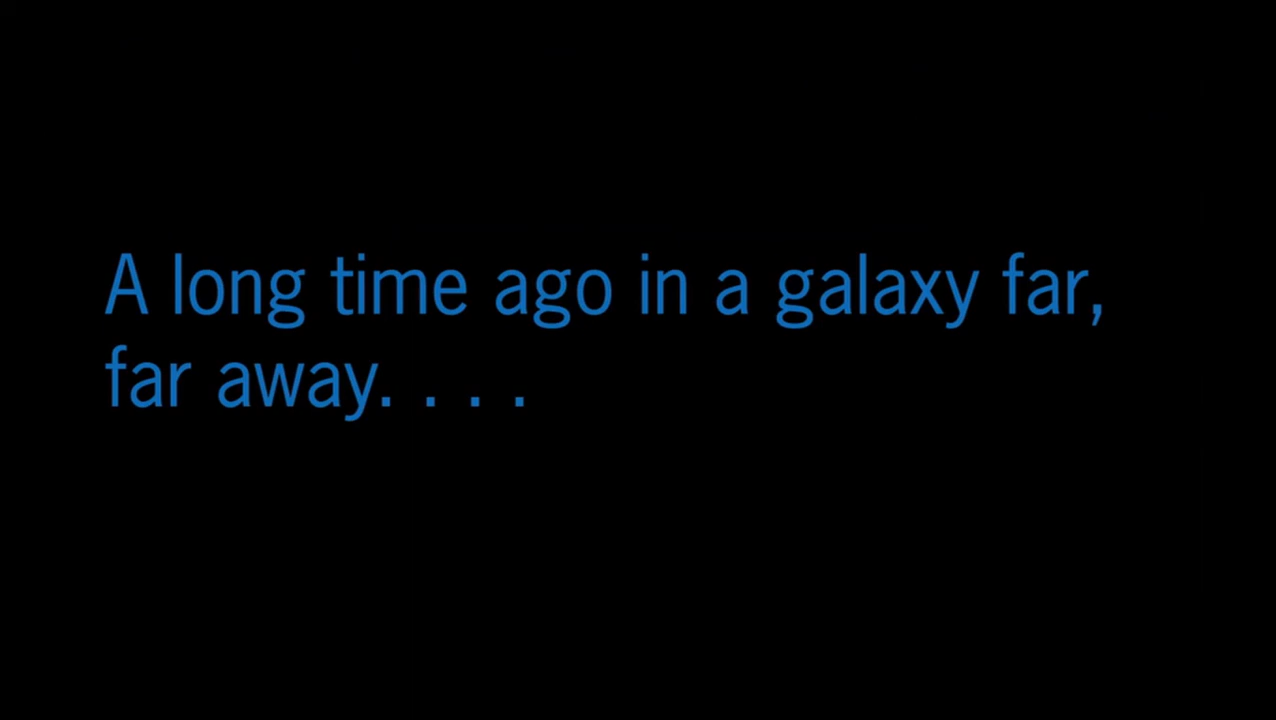 A long time ago in a galaxy far,
far away. . . .